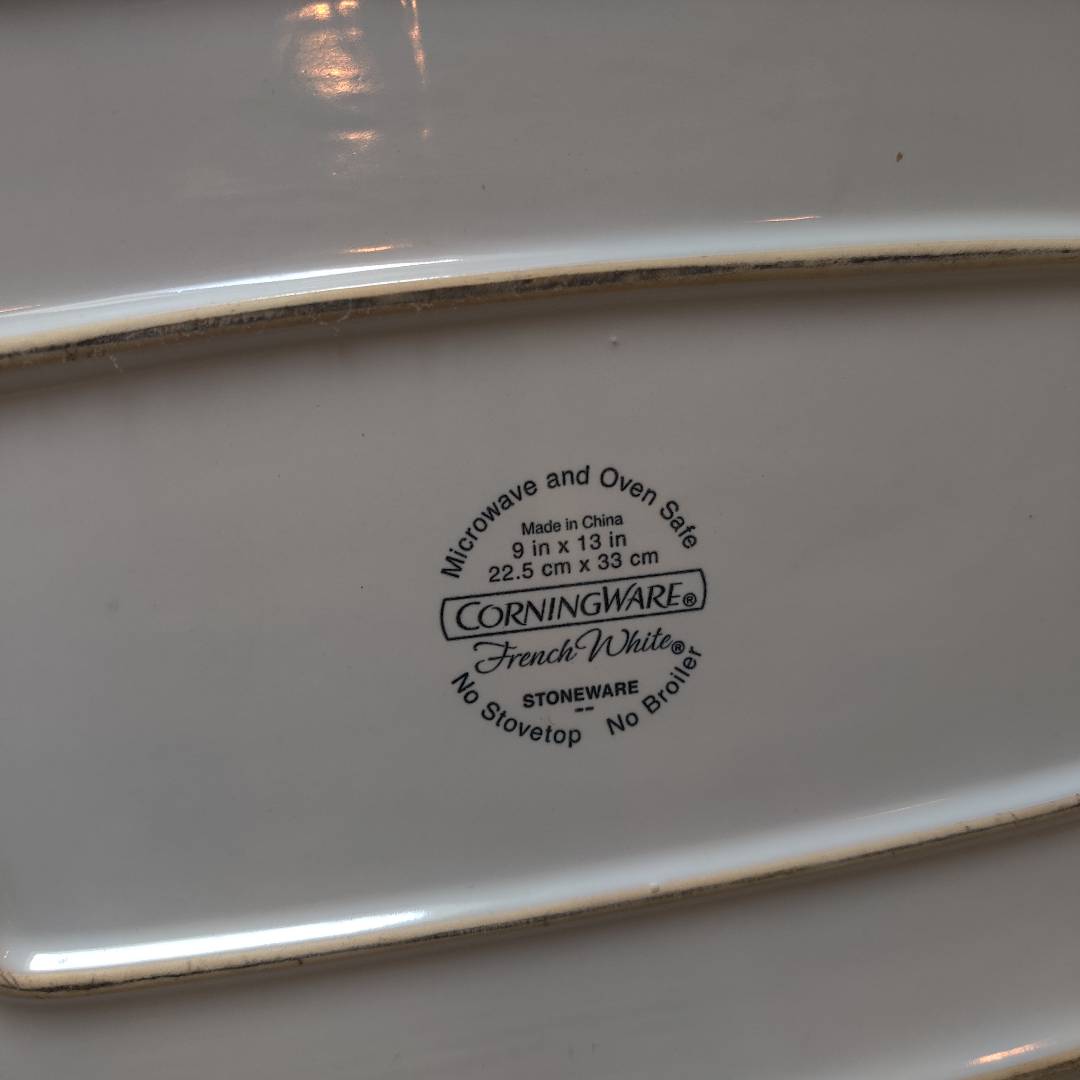 Microwave and Oven Safe
Made in China
9 in x 13 in
22.5 cm x 33 cm
CORNINGWARE®
French White®
STONEWARE
--
No Stovetop No Broiler